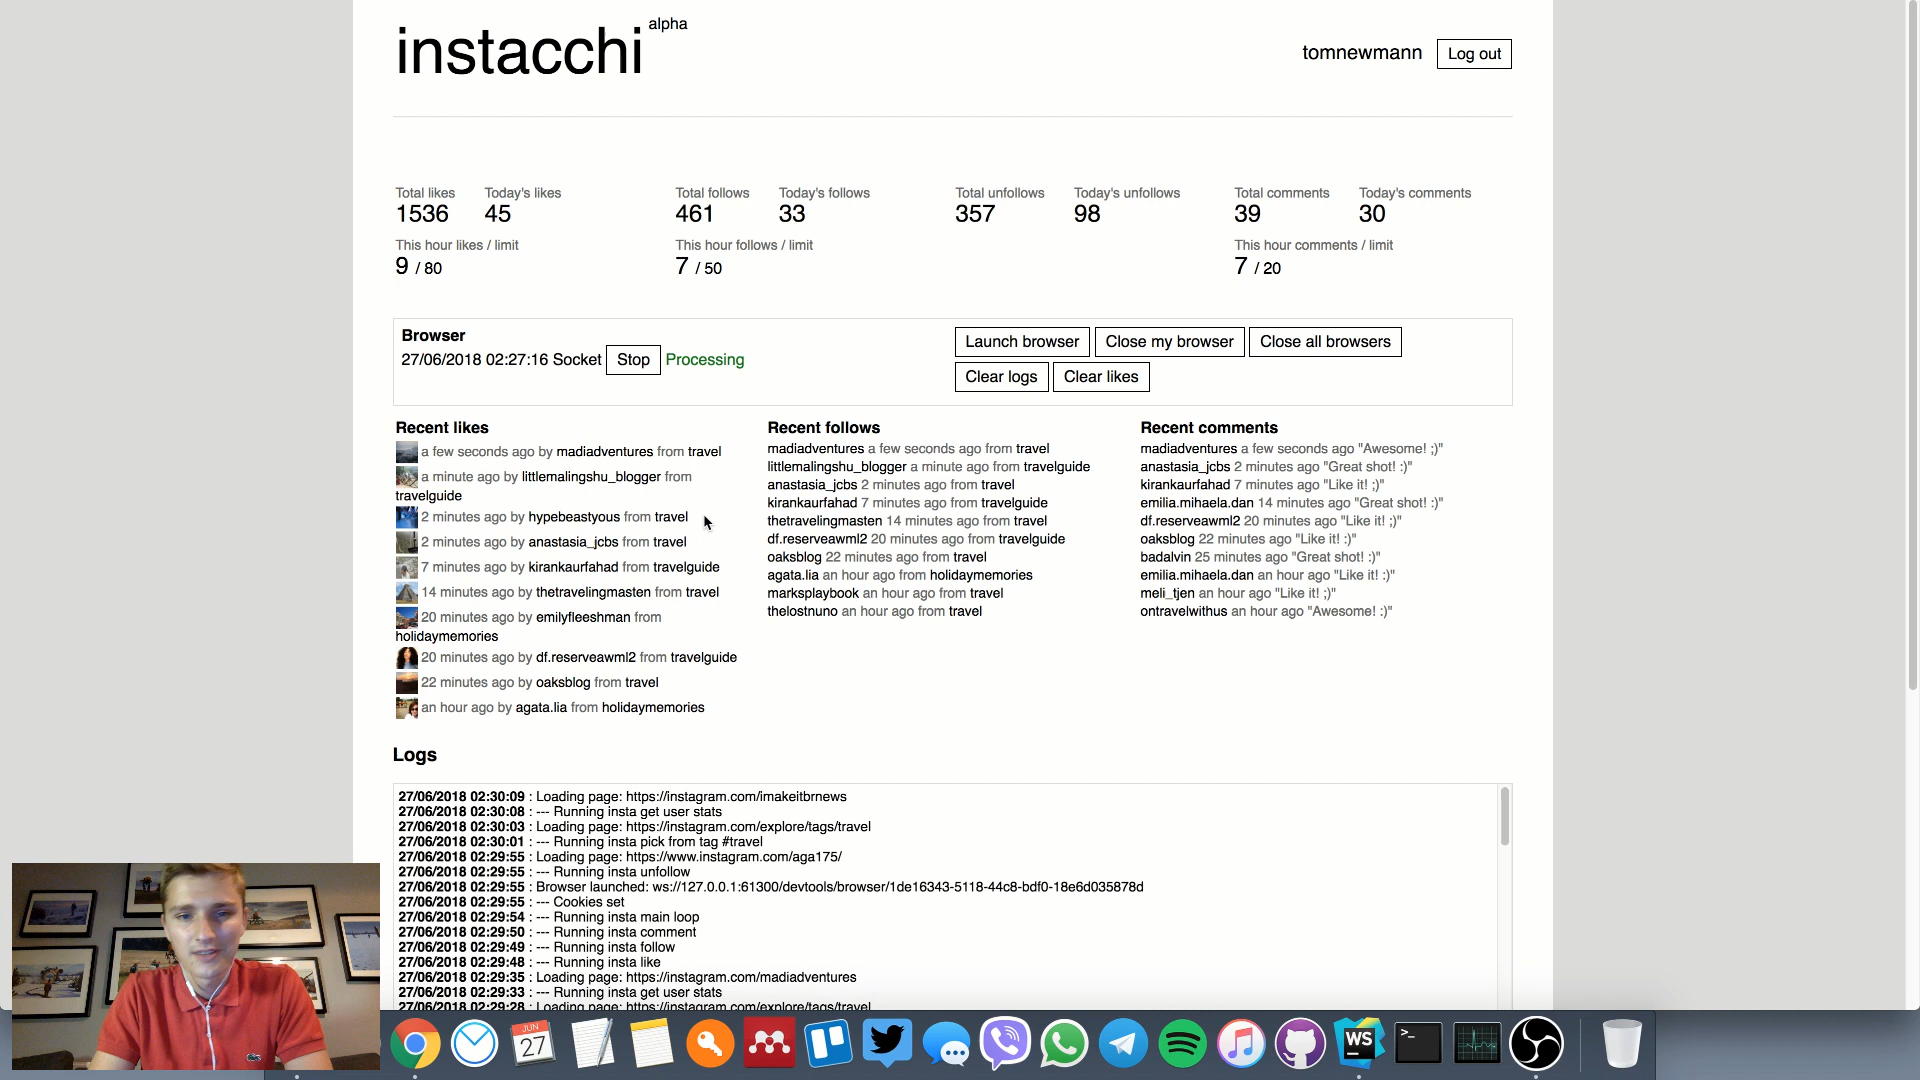 instacchi alpha
tomnewmann Log out
Total likes Today's likes Total follows Today's follows Total unfollows Today's unfollows Total comments Today's comments
1536 45 461 33 357 98 39 30
This hour likes / limit This hour follows / limit This hour comments / limit
9 / 80 7 / 50 7 / 20
Browser
27/06/2018 02:27:16 Socket Stop Processing
Launch browser Close my browser Close all browsers
Clear logs Clear likes
Recent likes
a few seconds ago by madiadventures from travel
a minute ago by littlemalingshu_blogger from
travelguide
2 minutes ago by hypebeastyous from travel
2 minutes ago by anastasia_jcbs from travel
7 minutes ago by kirankaurfahad from travelguide
14 minutes ago by thetravelingmasten from travel
20 minutes ago by emilyfleeshman from
holidaymemories
20 minutes ago by df.reserveawml2 from travelguide
22 minutes ago by oaksblog from travel
an hour ago by agata.lia from holidaymemories
Recent follows
madiadventures a few seconds ago from travel
littlemalingshu_blogger a minute ago from travelguide
anastasia_jcbs 2 minutes ago from travel
kirankaurfahad 7 minutes ago from travelguide
thetravelingmasten 14 minutes ago from travel
df.reserveawml2 20 minutes ago from travelguide
oaksblog 22 minutes ago from travel
agata.lia an hour ago from holidaymemories
marksplaybook an hour ago from travel
thelostnuno an hour ago from travel
Recent comments
madiadventures a few seconds ago "Awesome! ;)"
anastasia_jcbs 2 minutes ago "Great shot! :)"
kirankaurfahad 7 minutes ago "Like it! ;)"
emilia.mihaela.dan 14 minutes ago "Great shot! :)"
df.reserveawml2 20 minutes ago "Like it! ;)"
oaksblog 22 minutes ago "Like it! :)"
badalvin 25 minutes ago "Great shot! :)"
emilia.mihaela.dan an hour ago "Like it! :)"
meli_tjen an hour ago "Like it! ;)"
ontravelwithus an hour ago "Awesome! :)"
Logs
27/06/2018 02:30:09 : Loading page: https://instagram.com/imakeitbrnews
27/06/2018 02:30:08 : --- Running insta get user stats
27/06/2018 02:30:03 : Loading page: https://instagram.com/explore/tags/travel
27/06/2018 02:30:01 : --- Running insta pick from tag #travel
27/06/2018 02:29:55 : Loading page: https://www.instagram.com/aga175/
27/06/2018 02:29:55 : --- Running insta unfollow
27/06/2018 02:29:55 : Browser launched: ws://127.0.0.1:61300/devtools/browser/1de16343-5118-44c8-bdf0-18e6d035878d
27/06/2018 02:29:55 : --- Cookies set
27/06/2018 02:29:54 : --- Running insta main loop
27/06/2018 02:29:50 : --- Running insta comment
27/06/2018 02:29:49 : --- Running insta follow
27/06/2018 02:29:48 : --- Running insta like
27/06/2018 02:29:35 : Loading page: https://instagram.com/madiadventures
27/06/2018 02:29:33 : --- Running insta get user stats
27/06/2018 02:29:28 : Loading page: https://instagram.com/explore/tags/travel
JUN
27
WS
>_